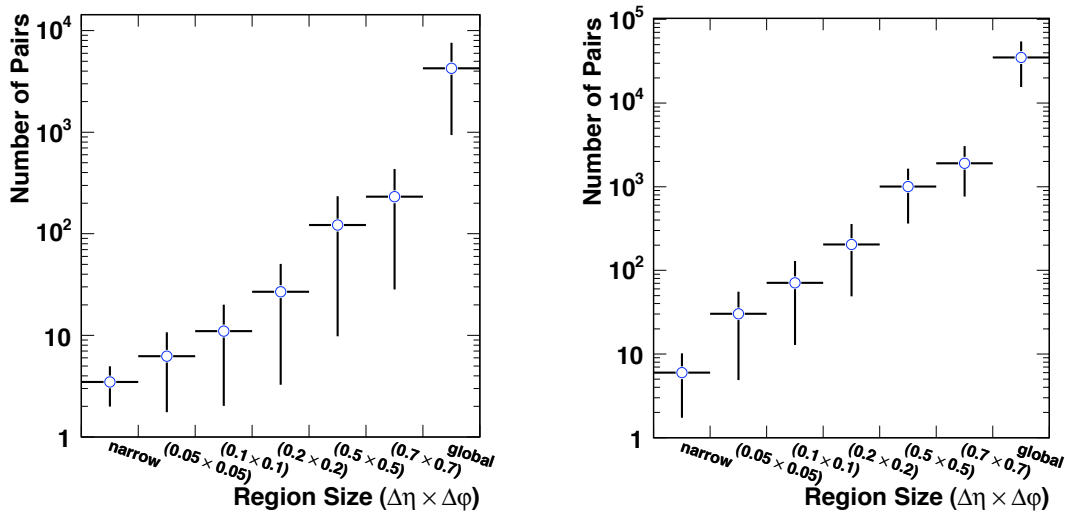 Number of Pairs
10⁴
10³
10²
10
1
narrow
(0.05 × 0.05)
(0.1 × 0.1)
(0.2 × 0.2)
(0.5 × 0.5)
(0.7 × 0.7)
global
Region Size (Δη × Δφ)
Number of Pairs
10⁵
10⁴
10³
10²
10
1
narrow
(0.05 × 0.05)
(0.1 × 0.1)
(0.2 × 0.2)
(0.5 × 0.5)
(0.7 × 0.7)
global
Region Size (Δη × Δφ)